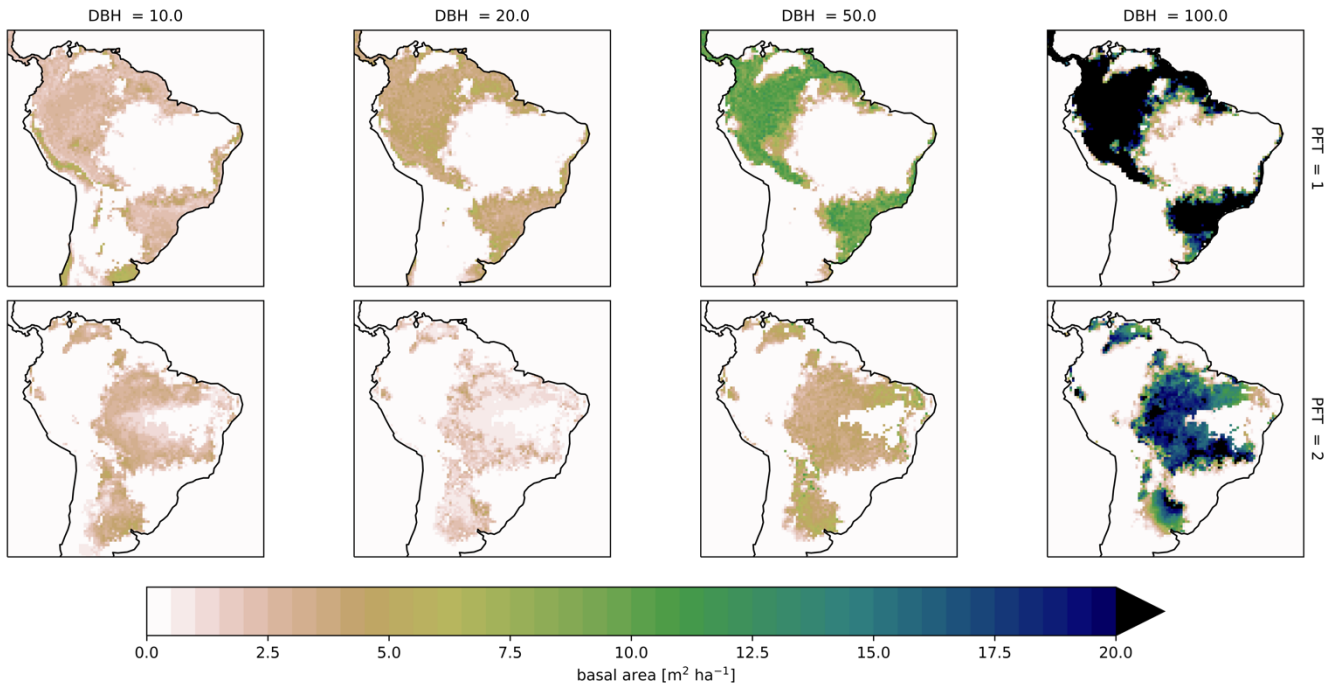 DBH = 10.0
DBH = 20.0
DBH = 50.0
DBH = 100.0
PFT = 1
PFT = 2
0.0 2.5 5.0 7.5 10.0 12.5 15.0 17.5 20.0
basal area [m² ha⁻¹]